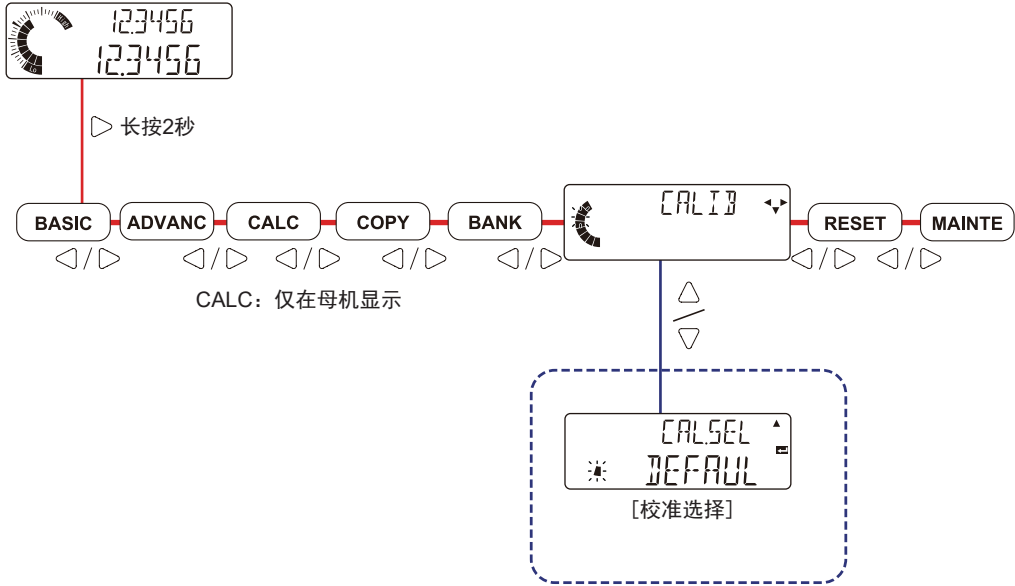 12.3456
12.3456
长按2秒
BASIC ADVANC CALC COPY BANK CALIB RESET MAINTE
CALC：仅在母机显示
CAL.SEL
DEFAUL
[校准选择]